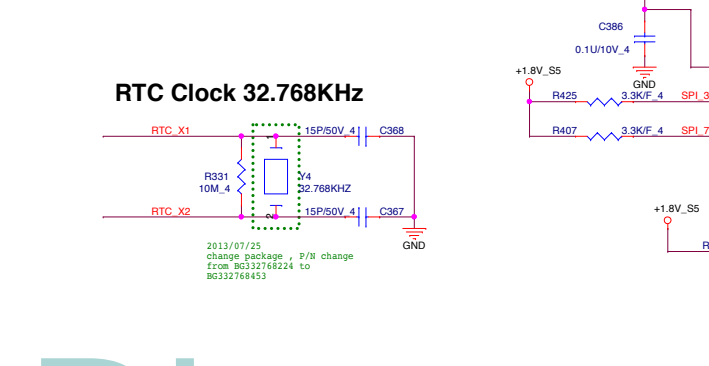 C386
0.1U/10V_4
GND
+1.8V_S5
R425
3.3K/F_4
R407
3.3K/F_4
RTC Clock 32.768KHz
RTC_X1
1
15P/50V_4
C368
R331
10M_4
Y4
32.768KHZ
RTC_X2
2
15P/50V_4
C367
GND
+1.8V_S5
2013/07/25
change package , P/N change
from BG332768224 to
BG332768453